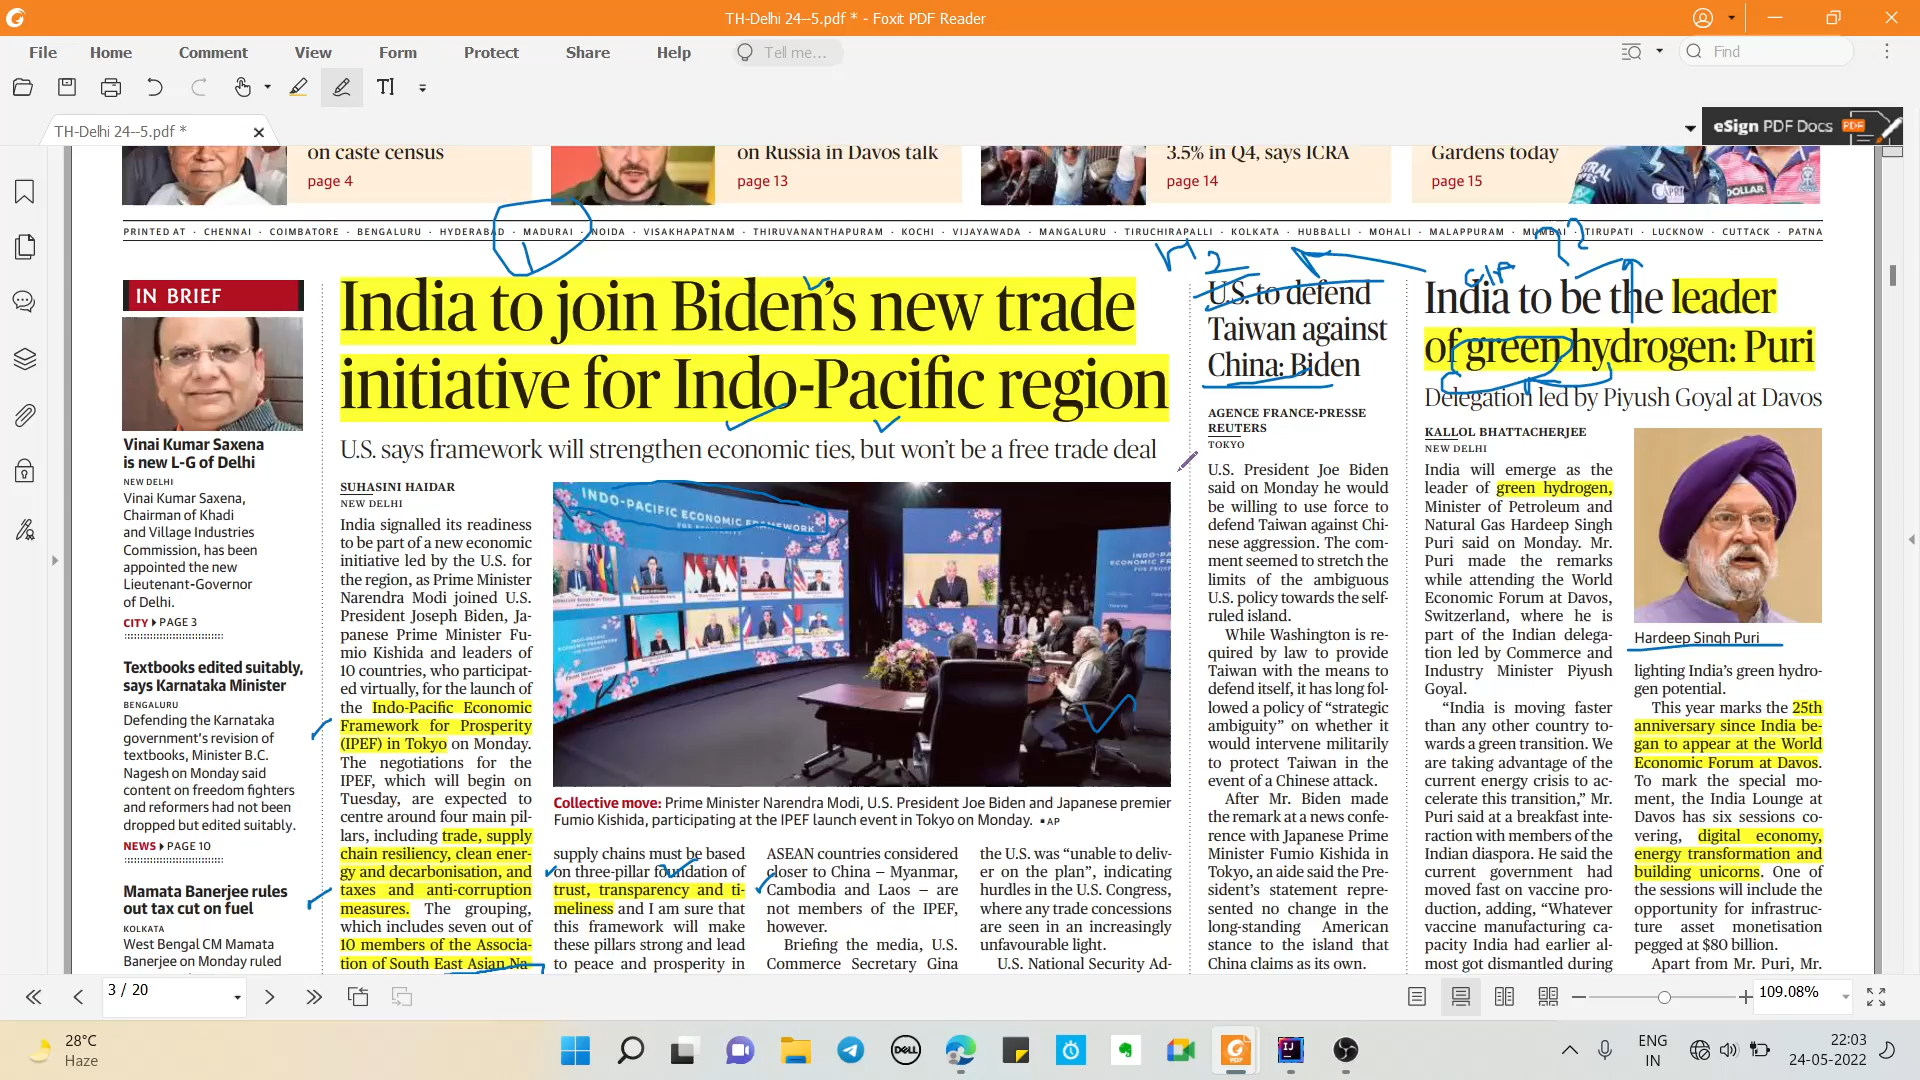 TH-Delhi 24--5.pdf * - Foxit PDF Reader
File Home Comment View Form Protect Share Help Tell me... Find
TH-Delhi 24--5.pdf *
eSign PDF Docs
on caste census
page 4
on Russia in Davos talk
page 13
3.5% in Q4, says ICRA
page 14
Gardens today
page 15
PRINTED AT · CHENNAI · COIMBATORE · BENGALURU · HYDERABAD · MADURAI · NOIDA · VISAKHAPATNAM · THIRUVANANTHAPURAM · KOCHI · VIJAYAWADA · MANGALURU · TIRUCHIRAPALLI · KOLKATA · HUBBALLI · MOHALI · MALAPPURAM · MUMBAI · TIRUPATI · LUCKNOW · CUTTACK · PATNA
IN BRIEF
Vinai Kumar Saxena
is new L-G of Delhi
NEW DELHI
Vinai Kumar Saxena,
Chairman of Khadi
and Village Industries
Commission, has been
appointed the new
Lieutenant-Governor
of Delhi.
CITY PAGE 3
Textbooks edited suitably,
says Karnataka Minister
BENGALURU
Defending the Karnataka
government's revision of
textbooks, Minister B.C.
Nagesh on Monday said
content on freedom fighters
and reformers had not been
dropped but edited suitably.
NEWS PAGE 10
Mamata Banerjee rules
out tax cut on fuel
KOLKATA
West Bengal CM Mamata
Banerjee on Monday ruled
India to join Biden's new trade
initiative for Indo-Pacific region
U.S. says framework will strengthen economic ties, but won't be a free trade deal
SUHASINI HAIDAR
NEW DELHI
India signalled its readiness
to be part of a new economic
initiative led by the U.S. for
the region, as Prime Minister
Narendra Modi joined U.S.
President Joseph Biden, Ja-
panese Prime Minister Fu-
mio Kishida and leaders of
10 countries, who participat-
ed virtually, for the launch of
the Indo-Pacific Economic
Framework for Prosperity
(IPEF) in Tokyo on Monday.
The negotiations for the
IPEF, which will begin on
Tuesday, are expected to
centre around four main pil-
lars, including trade, supply
chain resiliency, clean ener-
gy and decarbonisation, and
taxes and anti-corruption
measures. The grouping,
which includes seven out of
10 members of the Associa-
tion of South East Asian Na-
INDO-PACIFIC ECONOMIC FRAMEWORK
Collective move: Prime Minister Narendra Modi, U.S. President Joe Biden and Japanese premier
Fumio Kishida, participating at the IPEF launch event in Tokyo on Monday. ▪AP
supply chains must be based
on three-pillar foundation of
trust, transparency and ti-
meliness and I am sure that
this framework will make
these pillars strong and lead
to peace and prosperity in
ASEAN countries considered
closer to China – Myanmar,
Cambodia and Laos – are
not members of the IPEF,
however.
Briefing the media, U.S.
Commerce Secretary Gina
the U.S. was “unable to deliv-
er on the plan”, indicating
hurdles in the U.S. Congress,
where any trade concessions
are seen in an increasingly
unfavourable light.
U.S. National Security Ad-
U.S. to defend
Taiwan against
China: Biden
AGENCE FRANCE-PRESSE
REUTERS
TOKYO
U.S. President Joe Biden
said on Monday he would
be willing to use force to
defend Taiwan against Chi-
nese aggression. The com-
ment seemed to stretch the
limits of the ambiguous
U.S. policy towards the self-
ruled island.
While Washington is re-
quired by law to provide
Taiwan with the means to
defend itself, it has long fol-
lowed a policy of “strategic
ambiguity” on whether it
would intervene militarily
to protect Taiwan in the
event of a Chinese attack.
After Mr. Biden made
the remark at a news confe-
rence with Japanese Prime
Minister Fumio Kishida in
Tokyo, an aide said the Pre-
sident's statement repre-
sented no change in the
long-standing American
stance to the island that
China claims as its own.
India to be the leader
of green hydrogen: Puri
Delegation led by Piyush Goyal at Davos
KALLOL BHATTACHERJEE
NEW DELHI
India will emerge as the
leader of green hydrogen,
Minister of Petroleum and
Natural Gas Hardeep Singh
Puri said on Monday. Mr.
Puri made the remarks
while attending the World
Economic Forum at Davos,
Switzerland, where he is
part of the Indian delega-
tion led by Commerce and
Industry Minister Piyush
Goyal.
“India is moving faster
than any other country to-
wards a green transition. We
are taking advantage of the
current energy crisis to ac-
celerate this transition,” Mr.
Puri said at a breakfast inte-
raction with members of the
Indian diaspora. He said the
current government had
moved fast on vaccine pro-
duction, adding, “Whatever
vaccine manufacturing ca-
pacity India had earlier al-
most got dismantled during
Hardeep Singh Puri
lighting India's green hydro-
gen potential.
This year marks the 25th
anniversary since India be-
gan to appear at the World
Economic Forum at Davos.
To mark the special mo-
ment, the India Lounge at
Davos has six sessions co-
vering, digital economy,
energy transformation and
building unicorns. One of
the sessions will include the
opportunity for infrastruc-
ture asset monetisation
pegged at $80 billion.
Apart from Mr. Puri, Mr.
3 / 20
109.08%
28°C
Haze
ENG
IN
22:03
24-05-2022